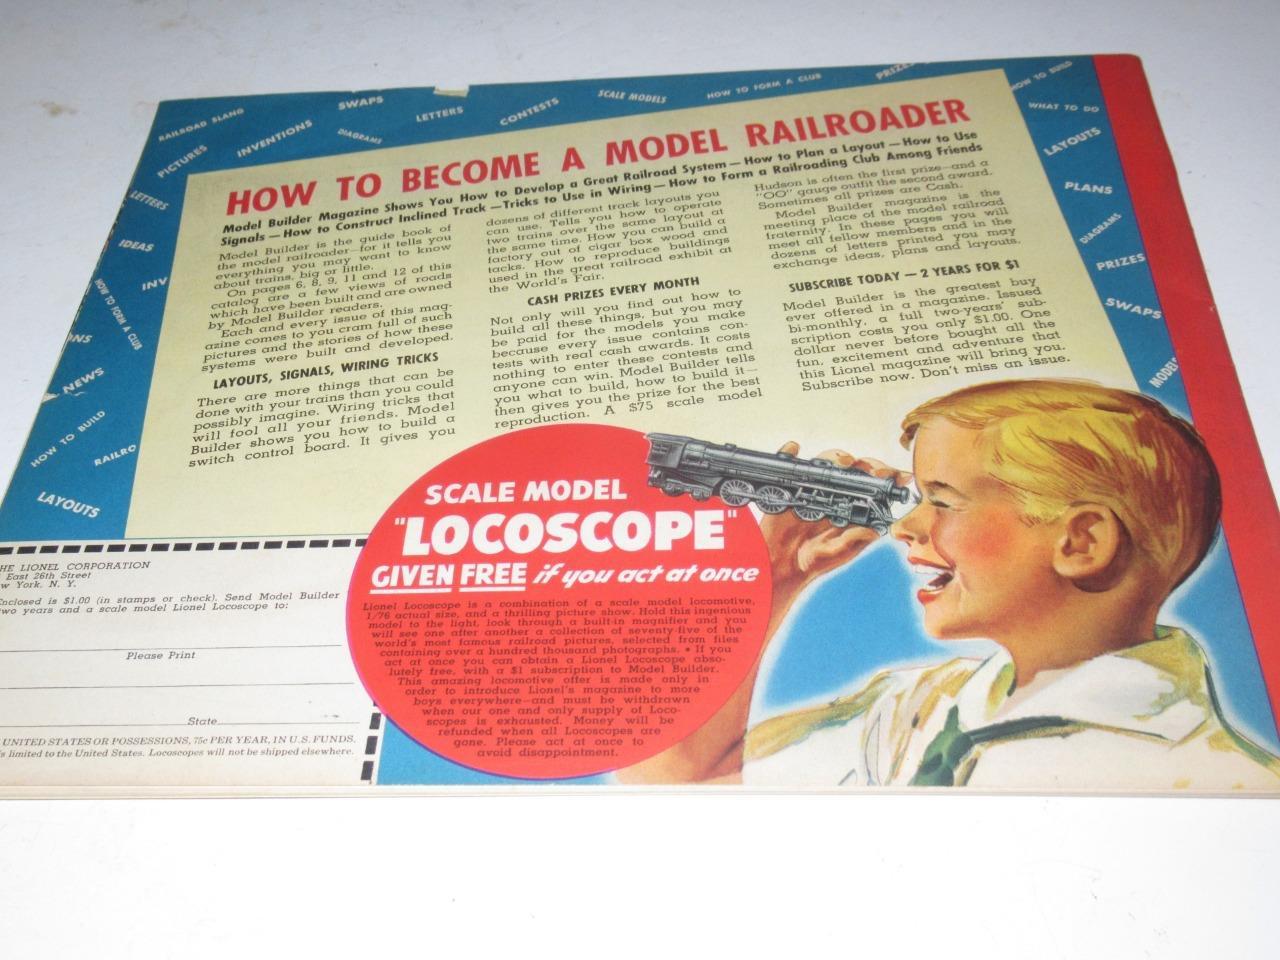 RAILROAD SLANG
SWAPS
LETTERS
CONTESTS
SCALE MODELS
HOW TO FORM A CLUB
PRIZES
HOW TO BUILD
PICTURES
INVENTIONS
DIAGRAMS
WHAT TO DO
LETTERS
LAYOUTS
IDEAS
PLANS
INV
DIAGRAMS
HOW TO FORM A CLUB
PRIZES
NS
SWAPS
NEWS
MODELS
HOW TO BUILD
RAILRO
LAYOUTS
HOW TO BECOME A MODEL RAILROADER
Model Builder Magazine Shows You How to Develop a Great Railroad System — How to Plan a Layout — How to Use
Signals — How to Construct Inclined Track — Tricks to Use in Wiring — How to Form a Railroading Club Among Friends
Model Builder is the guide book of
the model railroader—for it tells you
everything you may want to know
about trains, big or little.
On pages 6, 8, 9, 11 and 12 of this
catalog are a few views of roads
which have been built and are owned
by Model Builder readers.
Each and every issue of this mag-
azine comes to you cram full of such
pictures and the stories of how these
systems were built and developed.
LAYOUTS, SIGNALS, WIRING TRICKS
There are more things that can be
done with your trains than you could
possibly imagine. Wiring tricks that
will fool all your friends. Model
Builder shows you how to build a
switch control board. It gives you
dozens of different track layouts you
can use. Tells you how to operate
two trains over the same layout at
the same time. How you can build a
factory out of cigar box wood and
tacks. How to reproduce buildings
used in the great railroad exhibit at
the World's Fair.
CASH PRIZES EVERY MONTH
Not only will you find out how to
build all these things, but you may
be paid for the models you make
because every issue contains con-
tests with real cash awards. It costs
nothing to enter these contests and
anyone can win. Model Builder tells
you what to build, how to build it—
then gives you the prize for the best
reproduction. A $75 scale model
Hudson is often the first prize—and a
"OO" gauge outfit the second award.
Sometimes all prizes are Cash.
Model Builder magazine is the
meeting place of the model railroad
fraternity. In these pages you will
meet all fellow members and in the
dozens of letters printed you may
exchange ideas, plans and layouts.
SUBSCRIBE TODAY — 2 YEARS FOR $1
Model Builder is the greatest buy
ever offered in a magazine. Issued
bi-monthly, a full two-years' sub-
scription costs you only $1.00. One
dollar never before bought all the
fun, excitement and adventure that
this Lionel magazine will bring you.
Subscribe now. Don't miss an issue.
SCALE MODEL
"LOCOSCOPE"
GIVEN FREE if you act at once
Lionel Locoscope is a combination of a scale model locomotive,
1/76 actual size, and a thrilling picture show. Hold this ingenious
model to the light, look through a built-in magnifier and you
will see one after another a collection of seventy-five of the
world's most famous railroad pictures, selected from files
containing over a hundred thousand photographs. • If you
act at once you can obtain a Lionel Locoscope abso-
lutely free, with a $1 subscription to Model Builder.
This amazing locomotive offer is made only in
order to introduce Lionel's magazine to more
boys everywhere—and must be withdrawn
when our one and only supply of Loco-
scopes is exhausted. Money will be
refunded when all Locoscopes are
gone. Please act at once to
avoid disappointment.
HE LIONEL CORPORATION
East 26th Street
w York, N. Y.
nclosed is $1.00 (in stamps or check). Send Model Builder
two years and a scale model Lionel Locoscope to:
Please Print
State
UNITED STATES OR POSSESSIONS, 75c PER YEAR, IN U.S. FUNDS.
s limited to the United States. Locoscopes will not be shipped elsewhere.